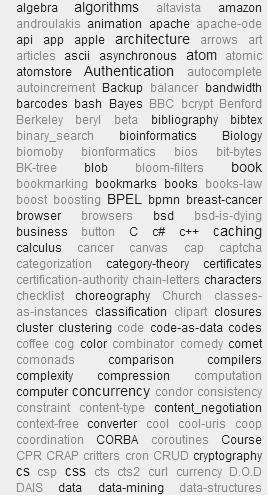 algebra algorithms altavista amazon
androulakis animation apache apache-ode
api app apple architecture arrows art
articles ascii asynchronous atom atomic
atomstore Authentication autocomplete
autoincrement Backup balancer bandwidth
barcodes bash Bayes BBC bcrypt Benford
Berkeley beryl beta bibliography bibtex
binary_search bioinformatics Biology
biomoby bionformatics bios bit-bytes
BK-tree blob bloom-filters book
bookmarking bookmarks books books-law
boost boosting BPEL bpmn breast-cancer
browser browsers bsd bsd-is-dying
business button C c# c++ caching
calculus cancer canvas cap captcha
categorization category-theory certificates
certification-authority chain-letters characters
checklist choreography Church classes-
as-instances classification clipart closures
cluster clustering code code-as-data codes
coffee cog color combinator comedy comet
comonads comparison compilers
complexity compression computation
computer concurrency condor consistency
constraint content-type content_negotiation
context-free converter cool cool-uris coop
coordination CORBA coroutines Course
CPR CRAP critters cron CRUD cryptography
cs csp css cts cts2 curl currency D.O.D
DAIS data data-mining data-structures